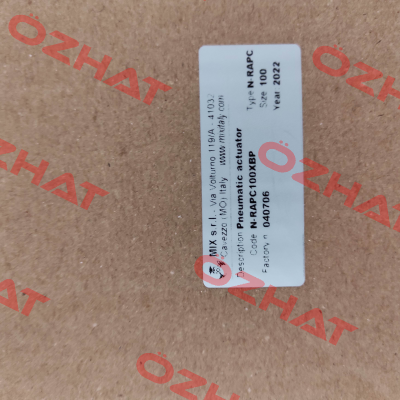 MIX s.r.l. Via Volturno 119/A - 41032
Cavezzo (MO) Italy www.mixitaly.com
Description Pneumatic actuator
Code N-RAPC100XBP Type N-RAPC
Size 100
Factory n. 040706 Year 2022
OZHAT
OZHAT
OZHAT
OZHAT
OZHAT
OZHAT